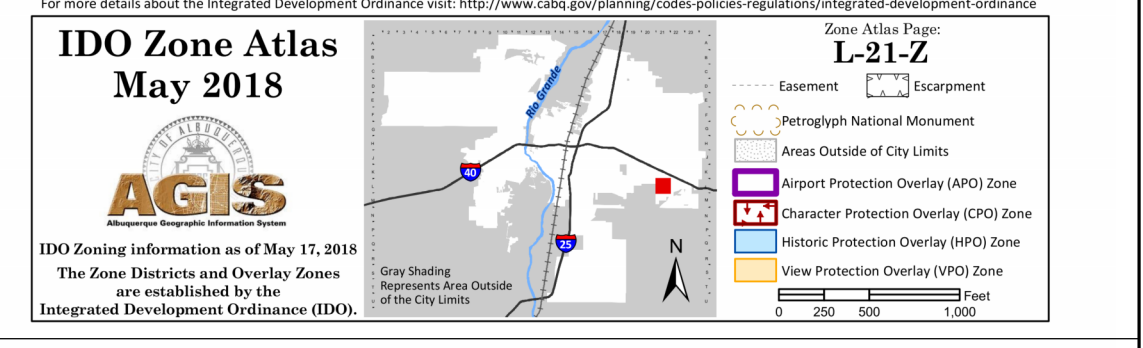 For more details about the Integrated Development Ordinance visit: http://www.cabq.gov/planning/codes-policies-regulations/integrated-development-ordinance
IDO Zone Atlas
May 2018
CITY OF ALBUQUERQUE
AGIS
Albuquerque Geographic Information System
IDO Zoning information as of May 17, 2018
The Zone Districts and Overlay Zones
are established by the
Integrated Development Ordinance (IDO).
Rio Grande
40
25
N
Gray Shading
Represents Area Outside
of the City Limits
Zone Atlas Page:
L-21-Z
Easement
Escarpment
Petroglyph National Monument
Areas Outside of City Limits
Airport Protection Overlay (APO) Zone
Character Protection Overlay (CPO) Zone
Historic Protection Overlay (HPO) Zone
View Protection Overlay (VPO) Zone
Feet
0 250 500 1,000